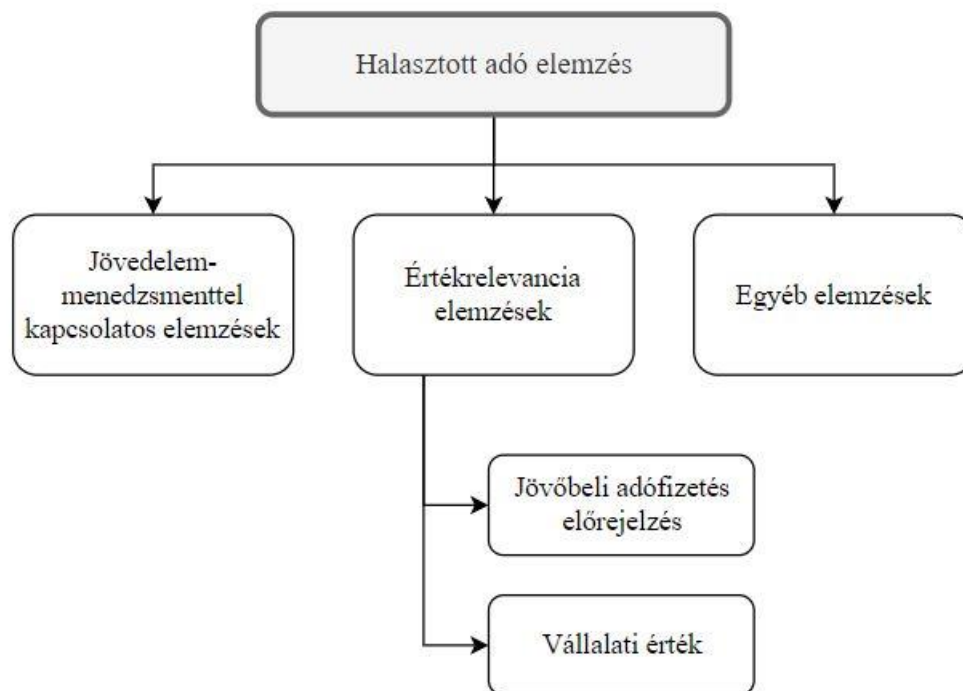 Halasztott adó elemzés
Jövedelem-
menedzsmenttel
kapcsolatos elemzések
Értékrelevancia
elemzések
Egyéb elemzések
Jövőbeli adófizetés
előrejelzés
Vállalati érték